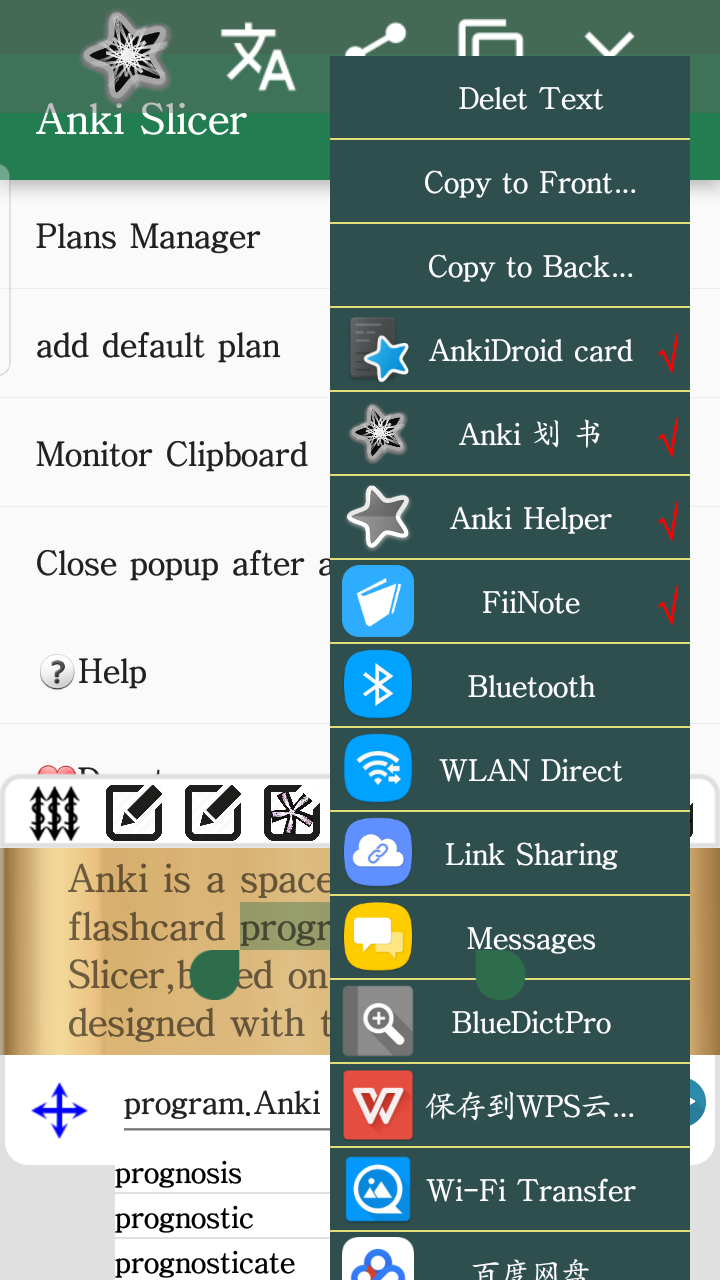 Anki Slicer
Plans Manager
add default plan
Monitor Clipboard
Close popup after a
Help
Delet Text
Copy to Front...
Copy to Back...
AnkiDroid card
Anki 划 书
Anki Helper
FiiNote
Bluetooth
WLAN Direct
Link Sharing
Messages
BlueDictPro
保存到WPS云...
Wi-Fi Transfer
百度网盘
Anki is a space
flashcard progr
Slicer,b ed on
designed with t
program.Anki
prognosis
prognostic
prognosticate